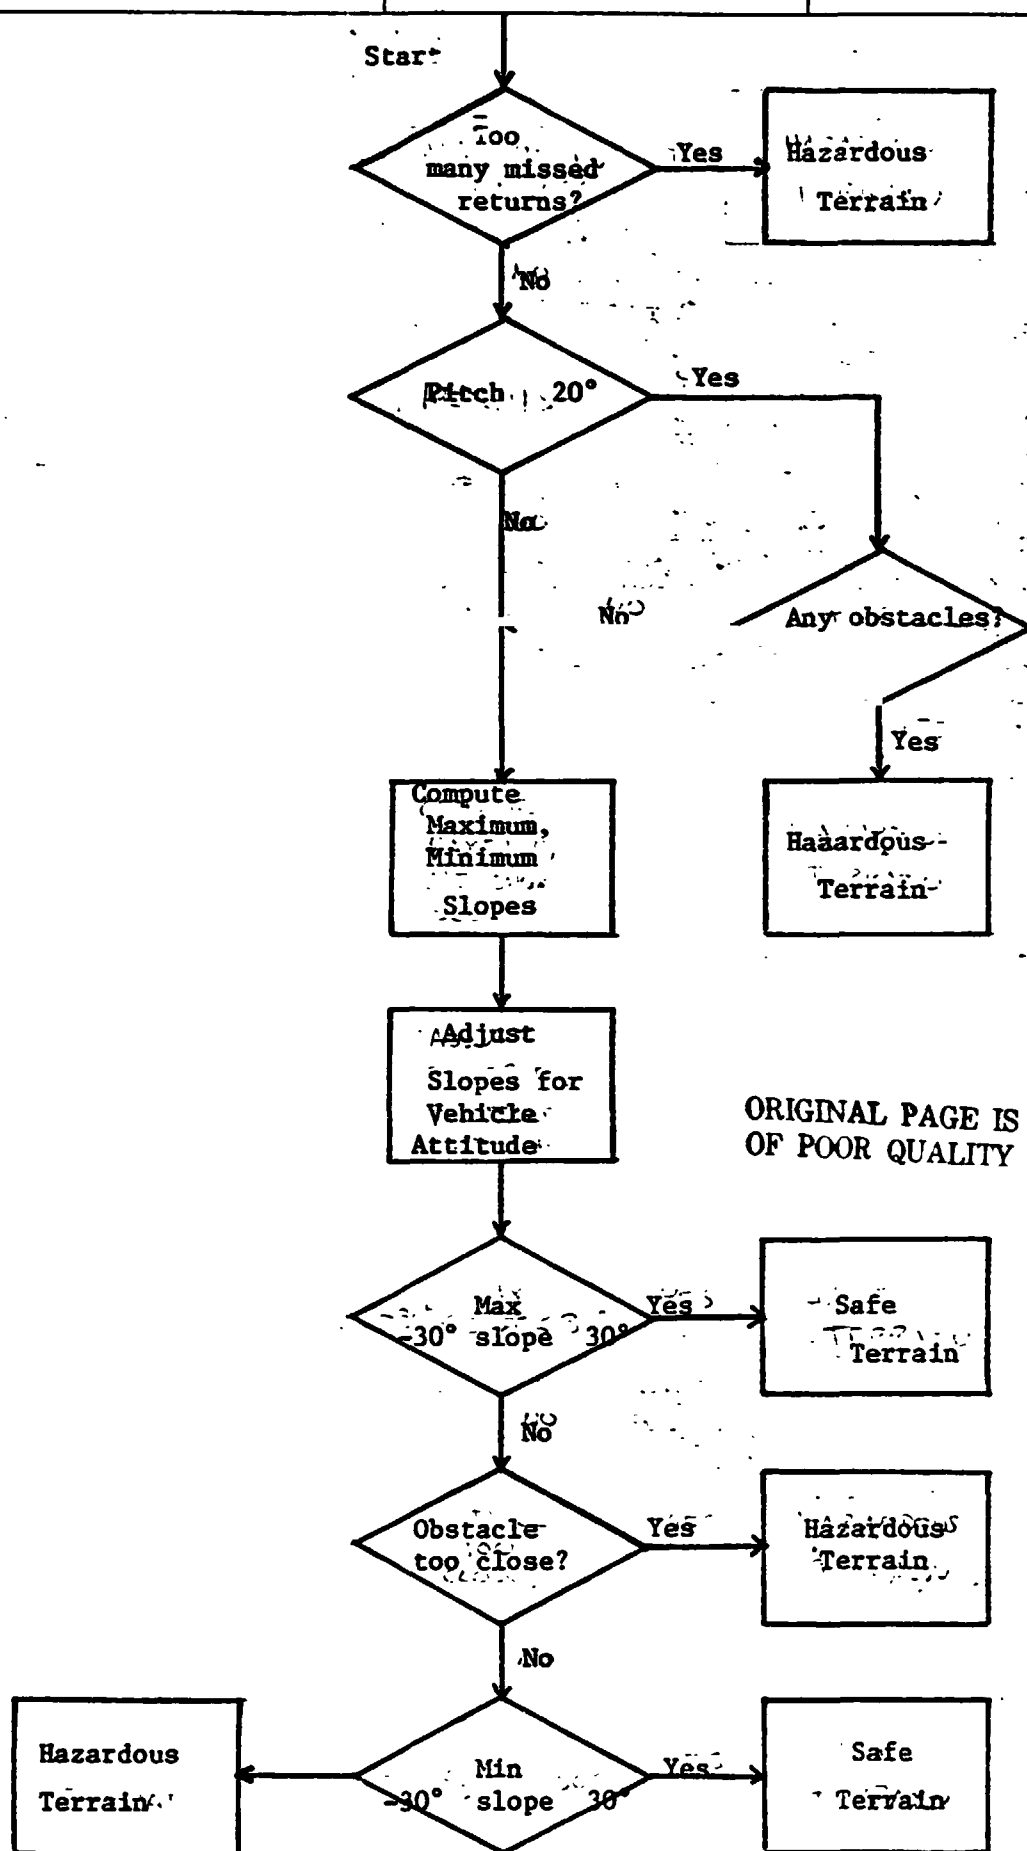 Start
Too
many missed
returns?
Yes
Hazardous
Terrain
No
Pitch 20°
Yes
No
No
Any obstacles?
Yes
Compute
Maximum,
Minimum
Slopes
Haaardous
Terrain
Adjust
Slopes for
Vehicle
Attitude
ORIGINAL PAGE IS
OF POOR QUALITY
Max
-30° slope 30°
Yes
Safe
Terrain
No
Obstacle
too close?
Yes
Hazardous
Terrain
No
Hazardous
Terrain
Min
-30° slope 30°
Yes
Safe
Terrain